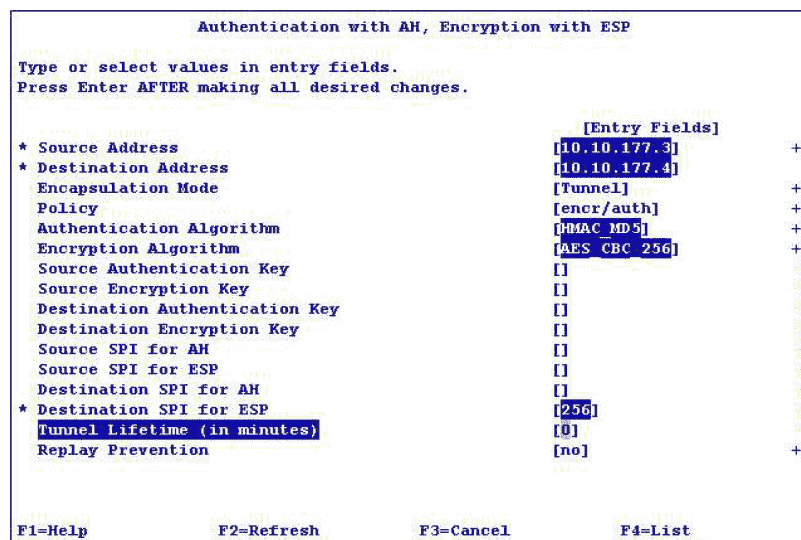 Authentication with AH, Encryption with ESP
Type or select values in entry fields.
Press Enter AFTER making all desired changes.
[Entry Fields]
* Source Address [10.10.177.3] +
* Destination Address [10.10.177.4]
Encapsulation Mode [Tunnel] +
Policy [encr/auth] +
Authentication Algorithm [HMAC_MD5] +
Encryption Algorithm [AES_CBC_256] +
Source Authentication Key []
Source Encryption Key []
Destination Authentication Key []
Destination Encryption Key []
Source SPI for AH []
Source SPI for ESP []
Destination SPI for AH []
* Destination SPI for ESP [256]
Tunnel Lifetime (in minutes) [0]
Replay Prevention [no] +
F1=Help F2=Refresh F3=Cancel F4=List